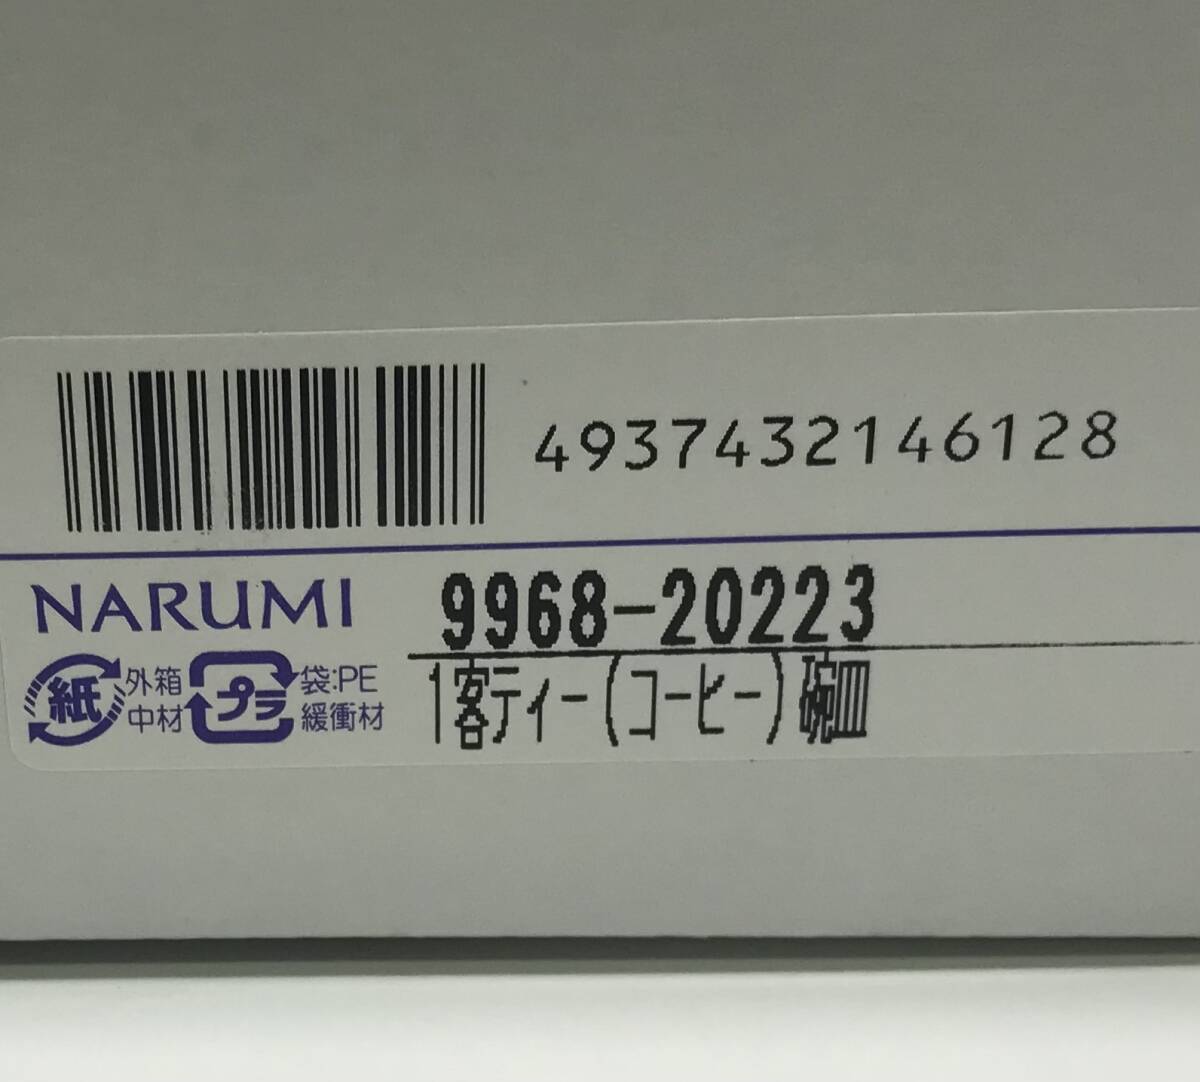 4937432146128
NARUMI
9968-20223
1客ティー(コーヒー)碗皿
紙
外箱
中材
プラ
袋:PE
緩衝材